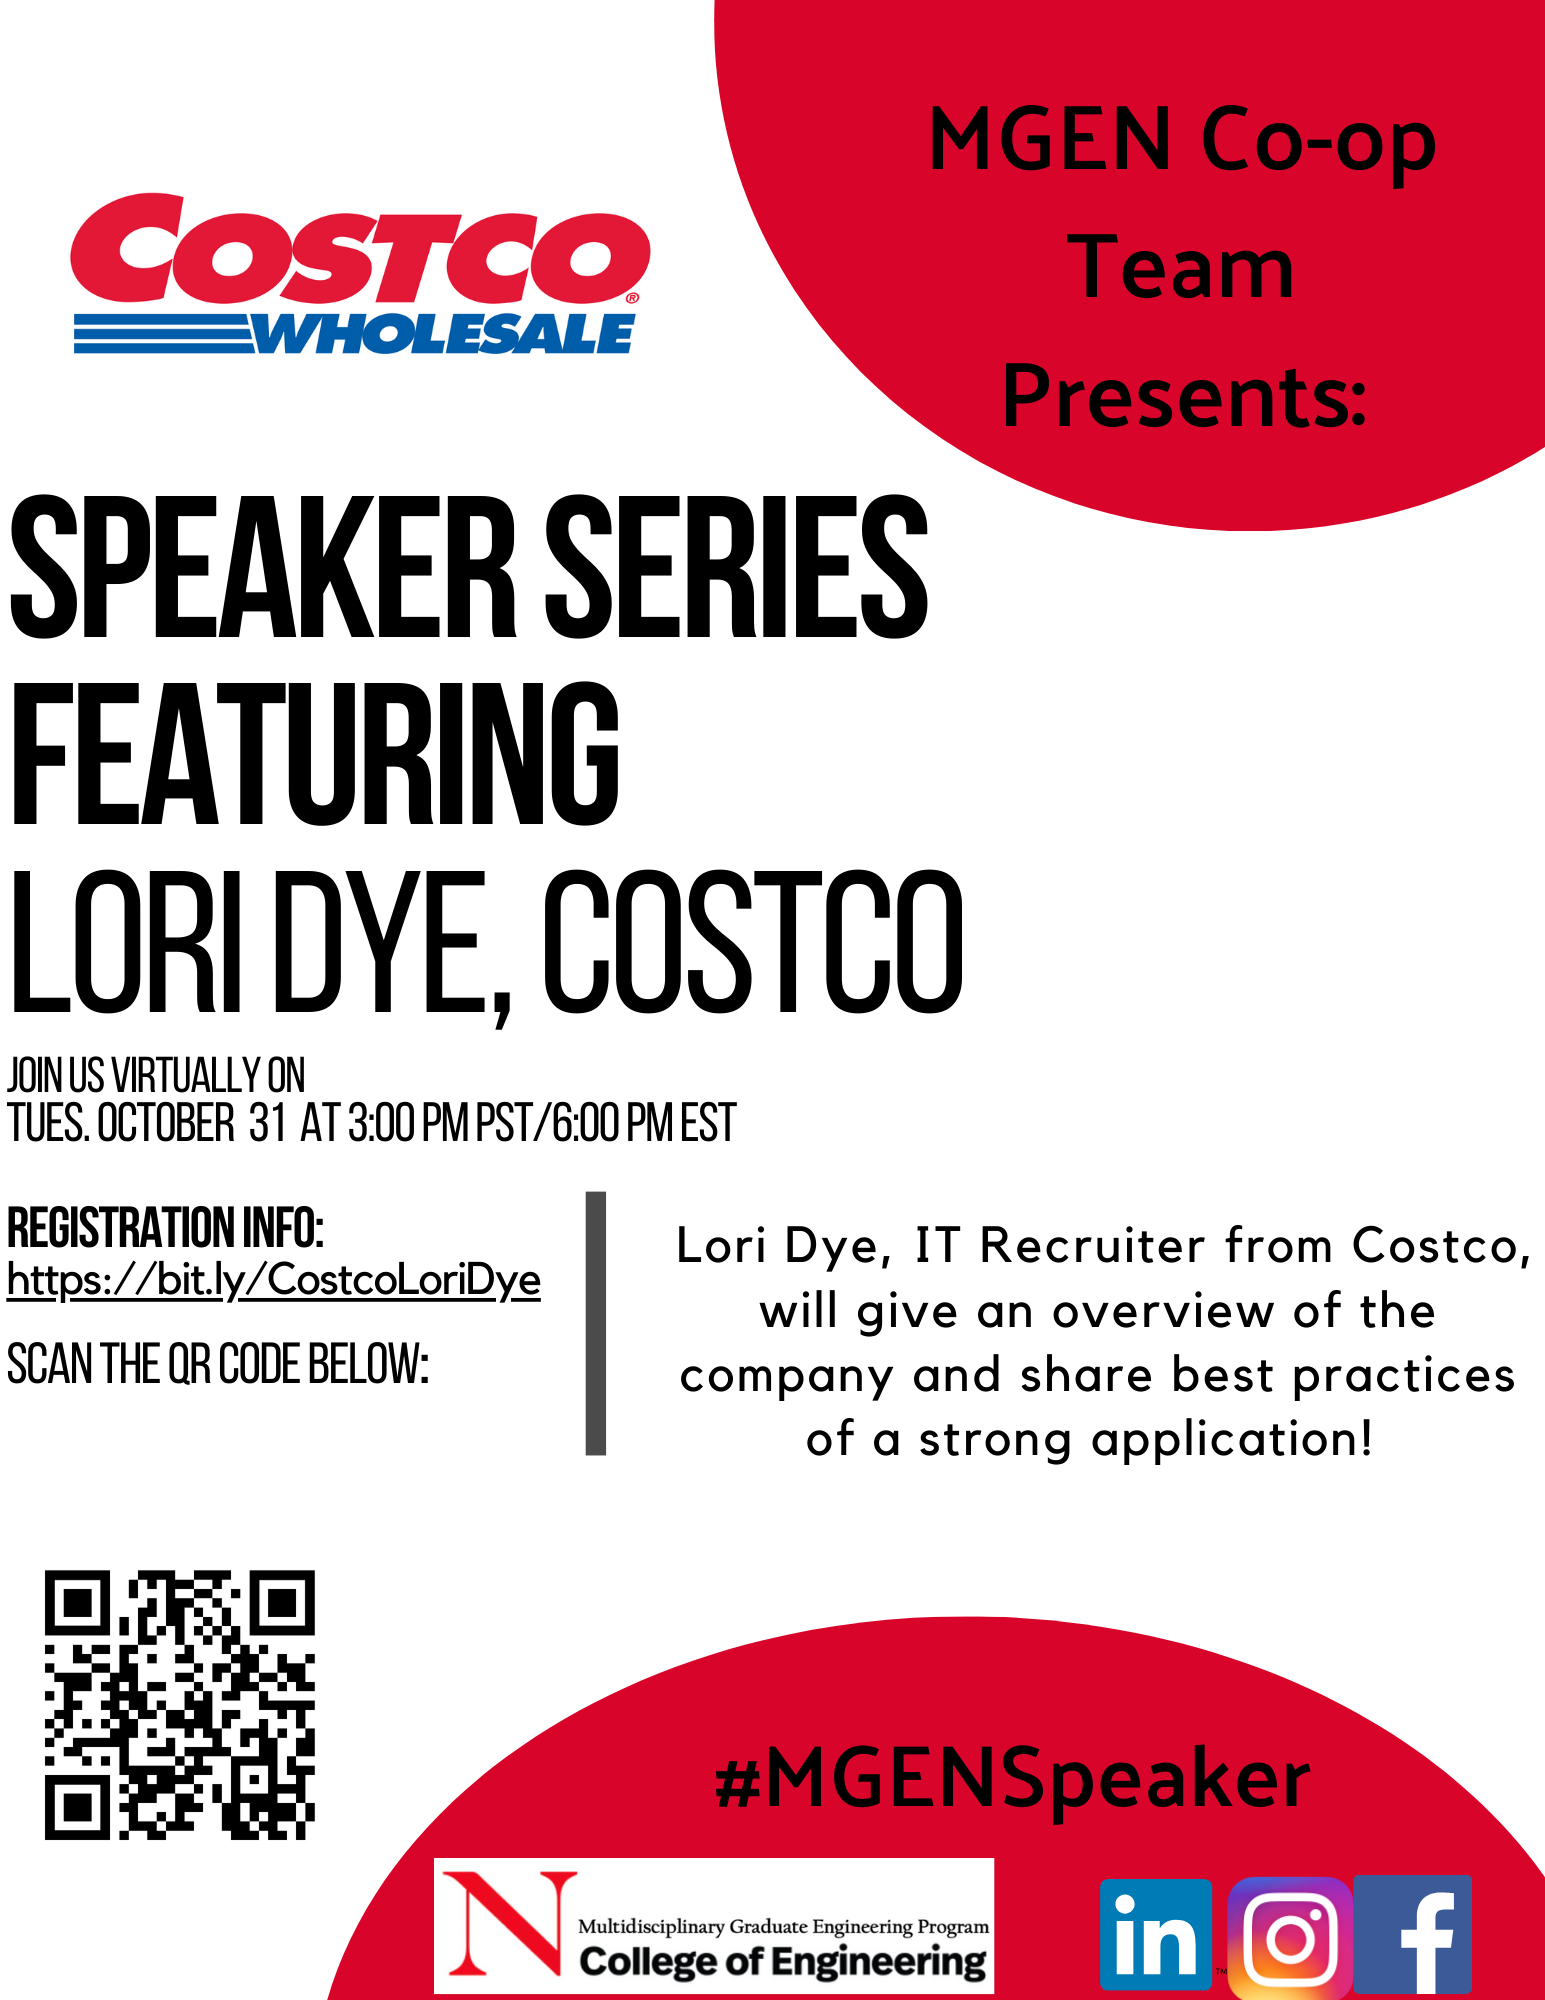 MGEN Co-op
Team
Presents:
COSTCO
®
WHOLESALE
SPEAKER SERIES
FEATURING
LORI DYE, COSTCO
JOIN US VIRTUALLY ON
TUES. OCTOBER 31 AT 3:00 PM PST/6:00 PM EST
REGISTRATION INFO:
https://bit.ly/CostcoLoriDye
SCAN THE QR CODE BELOW:
Lori Dye, IT Recruiter from Costco,
will give an overview of the
company and share best practices
of a strong application!
#MGENSpeaker
N
Multidisciplinary Graduate Engineering Program
College of Engineering
in
TM
f